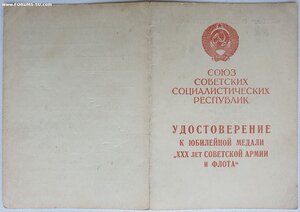 www.forums-su.com
СОЮЗ
СОВЕТСКИХ
СОЦИАЛИСТИЧЕСКИХ
РЕСПУБЛИК
УДОСТОВЕРЕНИЕ
К ЮБИЛЕЙНОЙ МЕДАЛИ
„XXX ЛЕТ СОВЕТСКОЙ АРМИИ
И ФЛОТА“